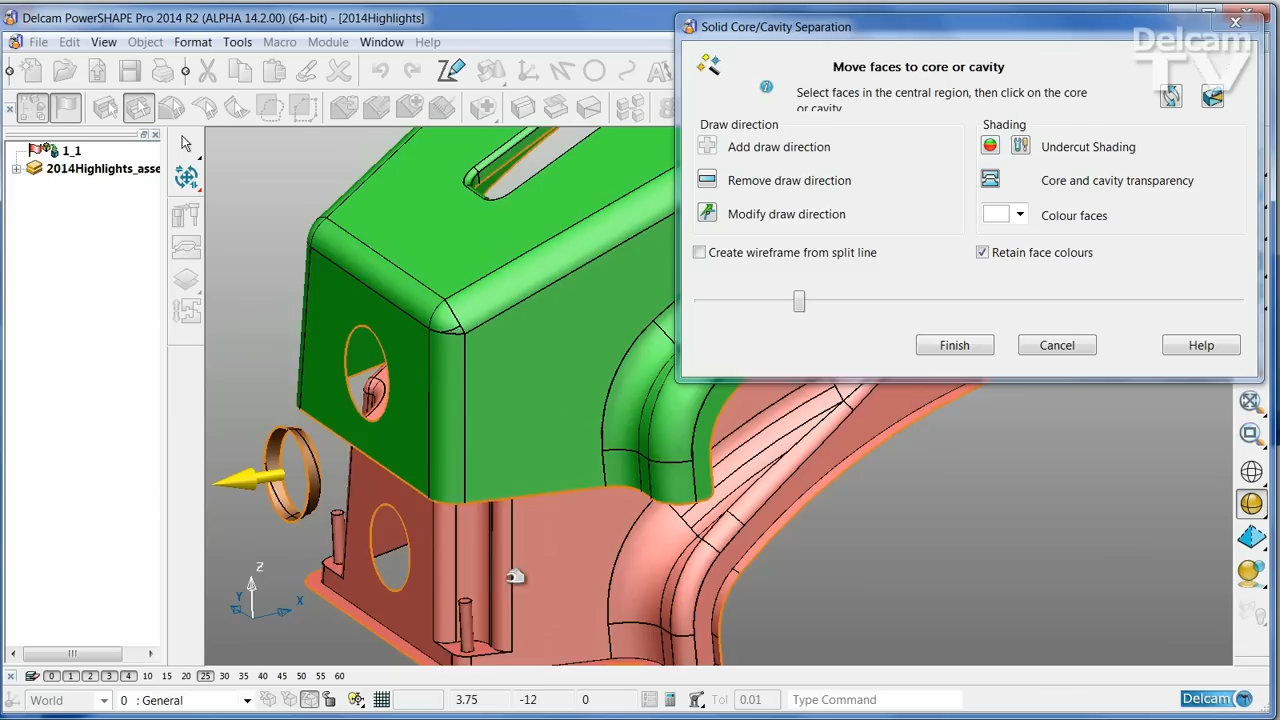 Delcam PowerSHAPE Pro 2014 R2 (ALPHA 14.2.00) (64-bit) - [2014Highlights]
File Edit View Object Format Tools Macro Module Window Help
Solid Core/Cavity Separation
Delcam
TV
Move faces to core or cavity
Select faces in the central region, then click on the core
or cavity
Draw direction
Shading
Add draw direction
Undercut Shading
Remove draw direction
Core and cavity transparency
Modify draw direction
Colour faces
Create wireframe from split line
Retain face colours
Finish
Cancel
Help
1_1
2014Highlights_asse
Z
Y
X
0 1 2 3 4 10 15 20 25 30 35 40 45 50 55 60
World
0 : General
3.75
-12
0
Tol
0.01
Type Command
Delcam